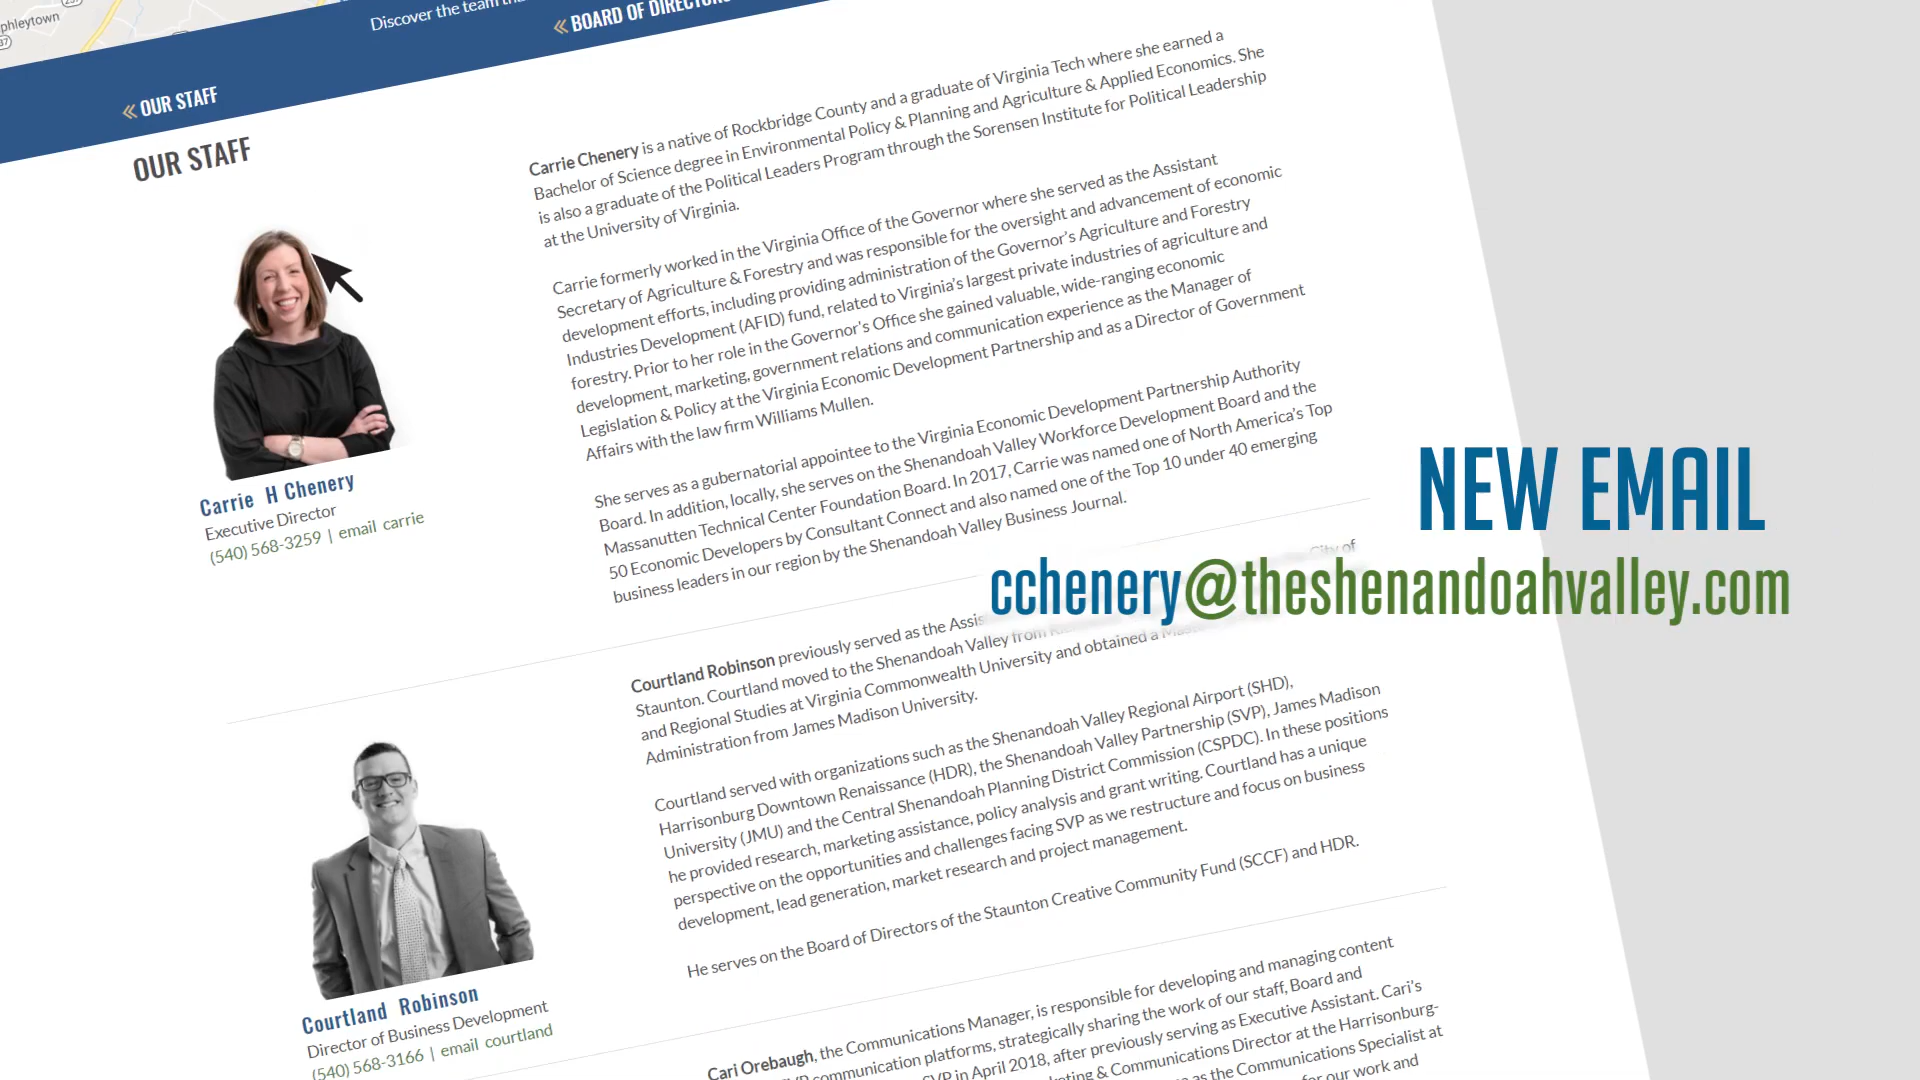 phleytown
Discover the team
« BOARD OF DIRECTORS
« OUR STAFF
OUR STAFF
Carrie H Chenery
Executive Director
(540) 568-3259 | email carrie
Carrie Chenery is a native of Rockbridge County and a graduate of Virginia Tech where she earned a
Bachelor of Science degree in Environmental Policy & Planning and Agriculture & Applied Economics. She
is also a graduate of the Political Leaders Program through the Sorensen Institute for Political Leadership
at the University of Virginia.
Carrie formerly worked in the Virginia Office of the Governor where she served as the Assistant
Secretary of Agriculture & Forestry and was responsible for the oversight and advancement of economic
development efforts, including providing administration of the Governor's Agriculture and Forestry
Industries Development (AFID) fund, related to Virginia's largest private industries of agriculture and
forestry. Prior to her role in the Governor's Office she gained valuable, wide-ranging economic
development, marketing, government relations and communication experience as the Manager of
Legislation & Policy at the Virginia Economic Development Partnership and as a Director of Government
Affairs with the law firm Williams Mullen.
She serves as a gubernatorial appointee to the Virginia Economic Development Partnership Authority
Board. In addition, locally, she serves on the Shenandoah Valley Workforce Development Board and the
Massanutten Technical Center Foundation Board. In 2017, Carrie was named one of North America's Top
50 Economic Developers by Consultant Connect and also named one of the Top 10 under 40 emerging
business leaders in our region by the Shenandoah Valley Business Journal.
NEW EMAIL
cchenery@theshenandoahvalley.com
Courtland Robinson
Director of Business Development
(540) 568-3166 | email courtland
Courtland Robinson previously served as the City of
Staunton. Courtland moved to the Shenandoah Valley from
and Regional Studies at Virginia Commonwealth University and obtained a
Administration from James Madison University.
Courtland served with organizations such as the Shenandoah Valley Regional Airport (SHD),
Harrisonburg Downtown Renaissance (HDR), the Shenandoah Valley Partnership (SVP), James Madison
University (JMU) and the Central Shenandoah Planning District Commission (CSPDC). In these positions
he provided research, marketing assistance, policy analysis and grant writing. Courtland has a unique
perspective on the opportunities and challenges facing SVP as we restructure and focus on business
development, lead generation, market research and project management.
He serves on the Board of Directors of the Staunton Creative Community Fund (SCCF) and HDR.
Cari Orebaugh, the Communications Manager, is responsible for developing and managing content
communication platforms, strategically sharing the work of our staff, Board and
SVP in April 2018, after previously serving as Executive Assistant. Cari's
& Communications Director at the Harrisonburg-
as the Communications Specialist at
for our work and